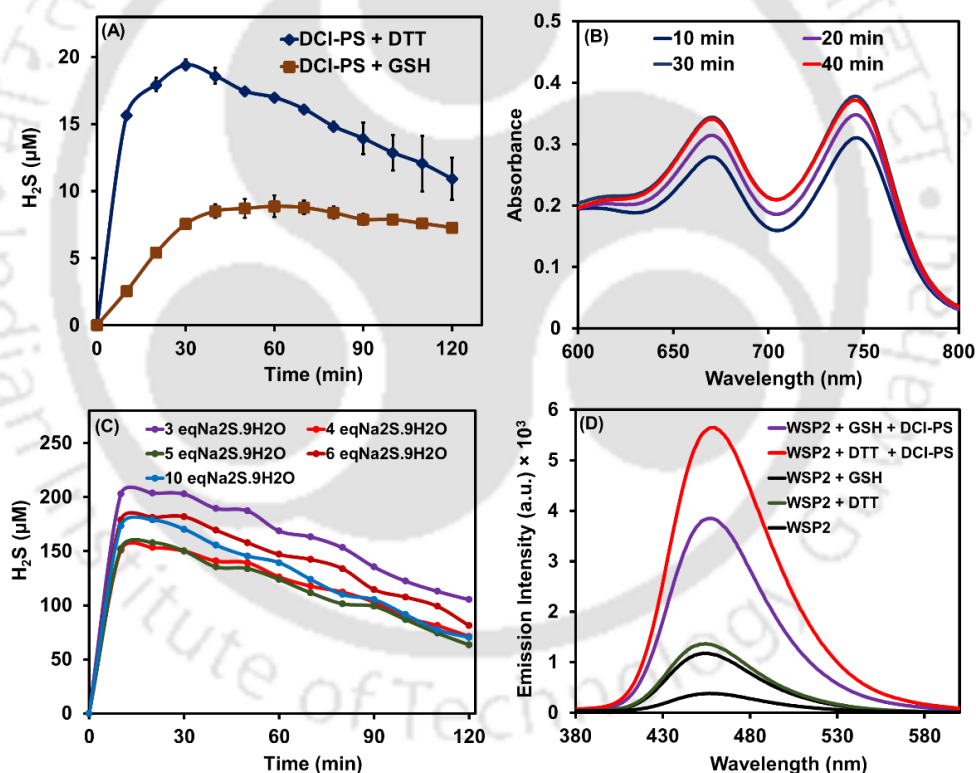 (A)
DCI-PS + DTT
DCI-PS + GSH
H₂S (µM)
20
15
10
5
0
0 30 60 90 120
Time (min)
(B)
10 min 20 min
30 min 40 min
Absorbance
0.5
0.4
0.3
0.2
0.1
0
600 650 700 750 800
Wavelength (nm)
(C)
3 eqNa2S.9H2O 4 eqNa2S.9H2O
5 eqNa2S.9H2O 6 eqNa2S.9H2O
10 eqNa2S.9H2O
H₂S (µM)
250
200
150
100
50
0
0 30 60 90 120
Time (min)
(D)
WSP2 + GSH + DCI-PS
WSP2 + DTT + DCI-PS
WSP2 + GSH
WSP2 + DTT
WSP2
Emission Intensity (a.u.) × 10³
6
5
4
3
2
1
0
380 430 480 530 580
Wavelength (nm)
Institute of Technology